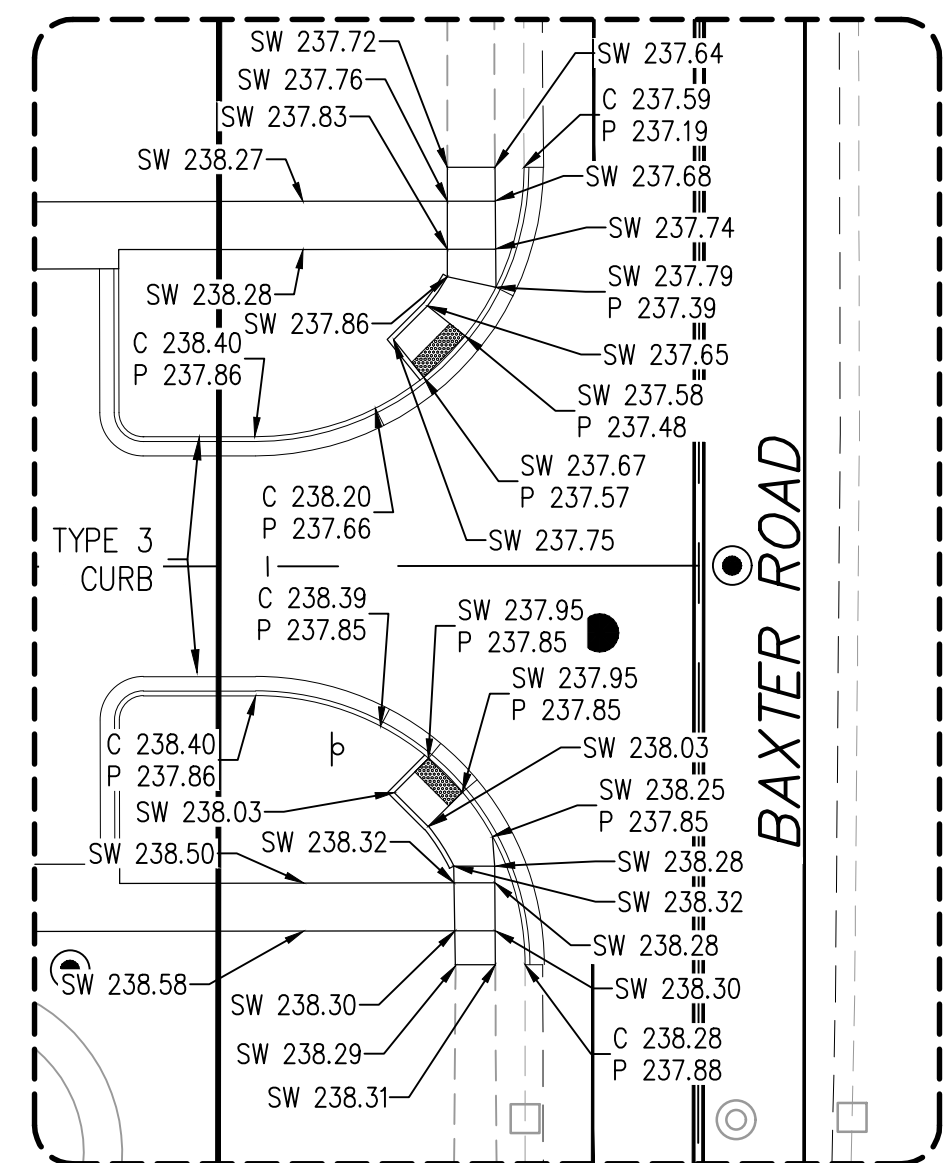 SW 237.72
SW 237.76
SW 237.83
SW 238.27
SW 237.64
C 237.59
P 237.19
SW 237.68
SW 237.74
SW 237.79
P 237.39
SW 238.28
SW 237.86
C 238.40
P 237.86
SW 237.65
SW 237.58
P 237.48
SW 237.67
P 237.57
C 238.20
P 237.66
SW 237.75
TYPE 3
CURB
BAXTER ROAD
C 238.39
P 237.85
SW 237.95
P 237.85
SW 237.95
P 237.85
C 238.40
P 237.86
SW 238.03
SW 238.03
SW 238.25
P 237.85
SW 238.32
SW 238.50
SW 238.28
SW 238.32
SW 238.28
SW 238.58
SW 238.30
SW 238.30
SW 238.29
C 238.28
P 237.88
SW 238.31